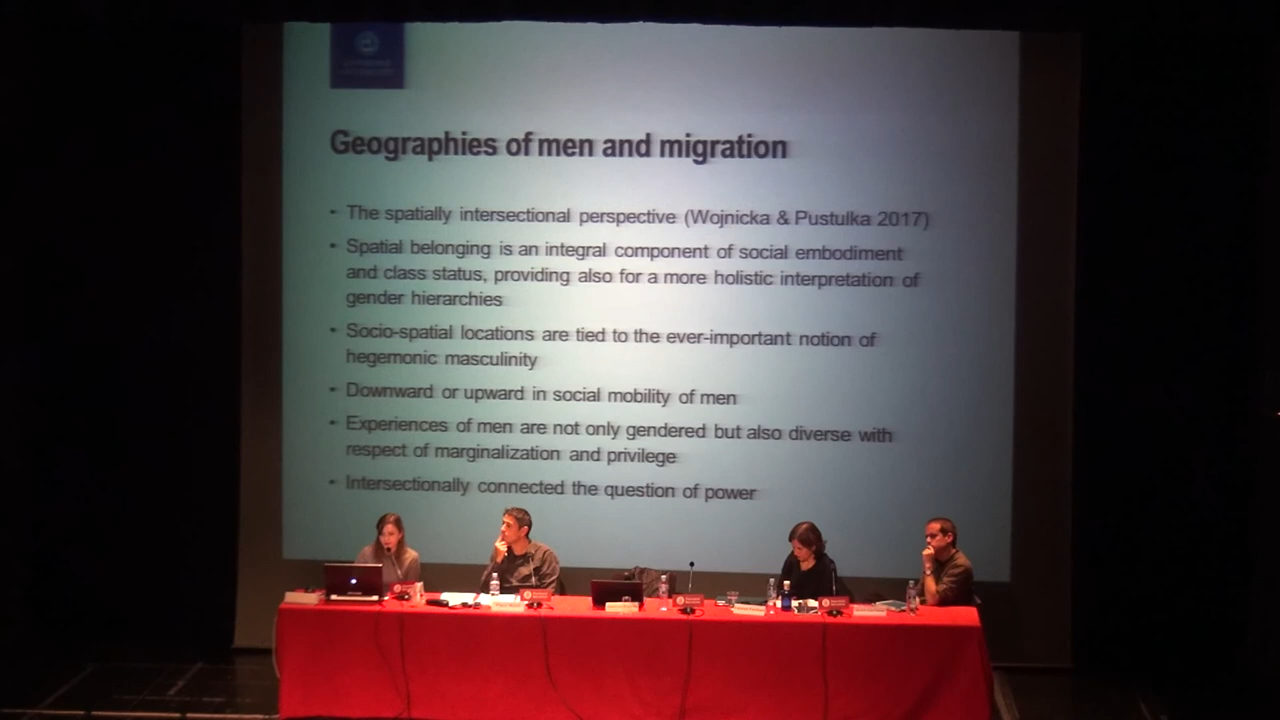 Geographies of men and migration
• The spatially intersectional perspective (Wojnicka & Pustulka 2017)
• Spatial belonging is an integral component of social embodiment
and class status, providing also for a more holistic interpretation of
gender hierarchies
• Socio-spatial locations are tied to the ever-important notion of
hegemonic masculinity
• Downward or upward in social mobility of men
• Experiences of men are not only gendered but also diverse with
respect of marginalization and privilege
• Intersectionally connected the question of power